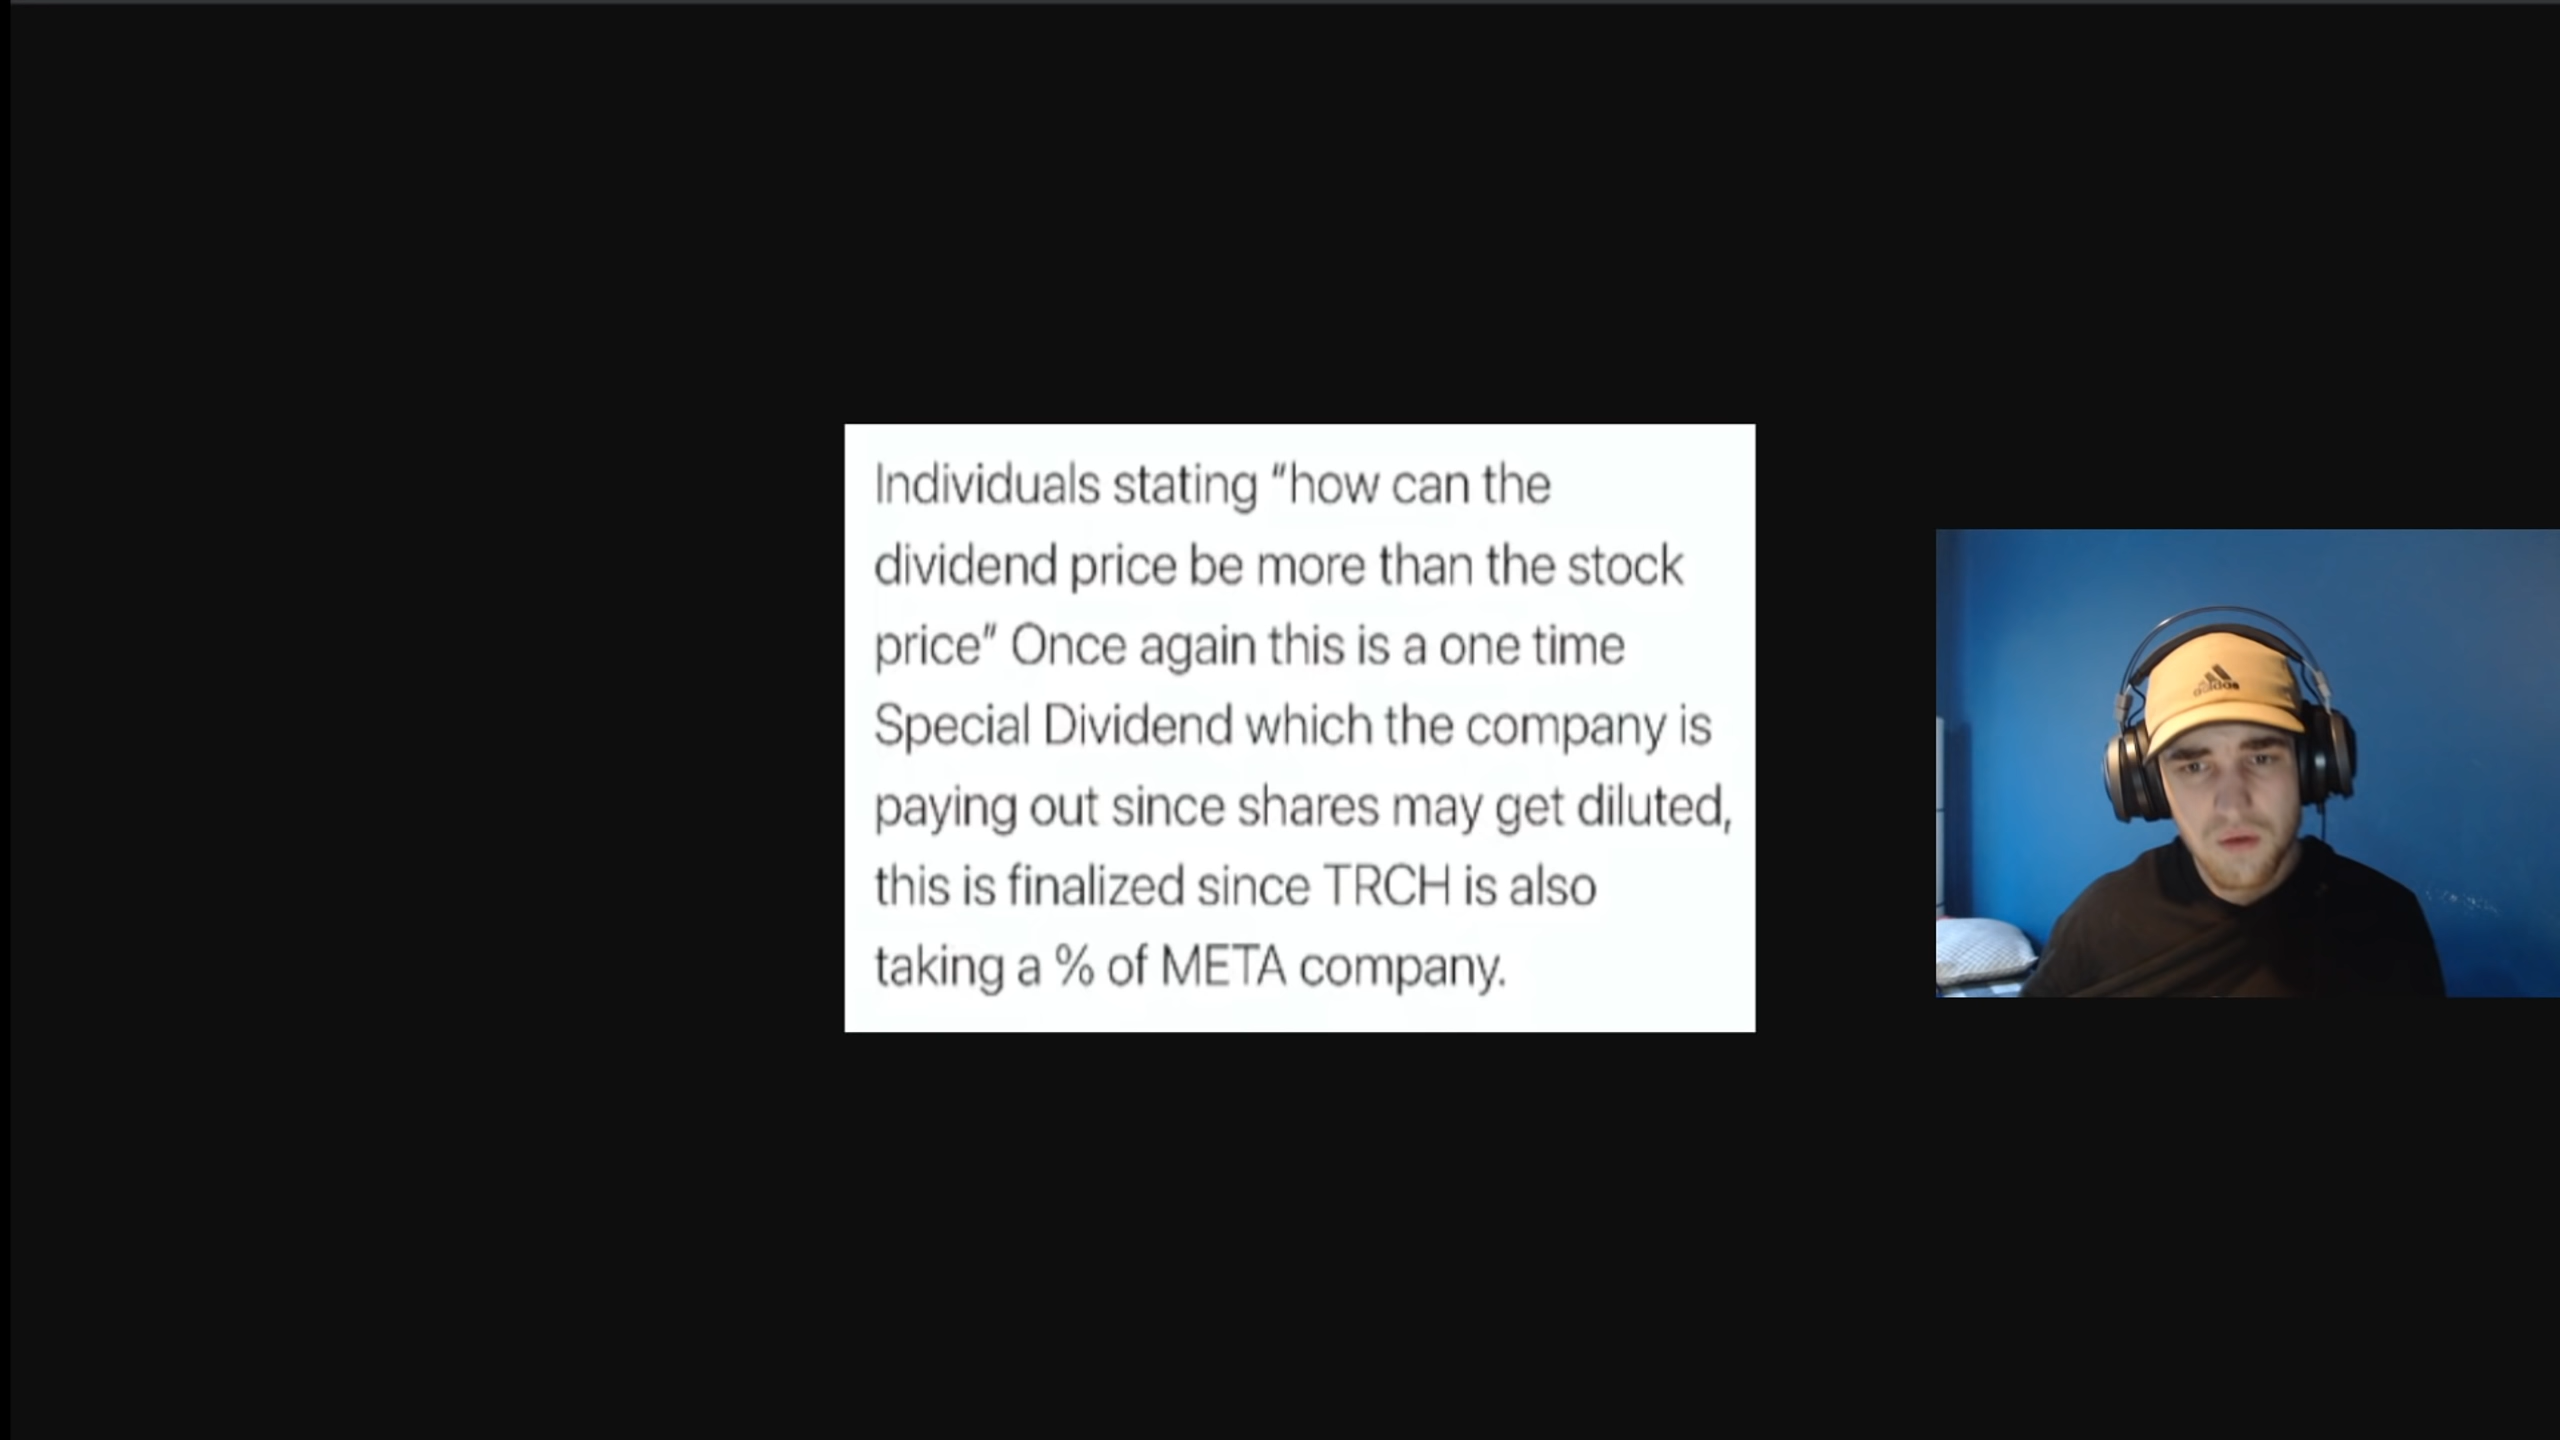 Individuals stating “how can the
dividend price be more than the stock
price” Once again this is a one time
Special Dividend which the company is
paying out since shares may get diluted,
this is finalized since TRCH is also
taking a % of META company.
adidas